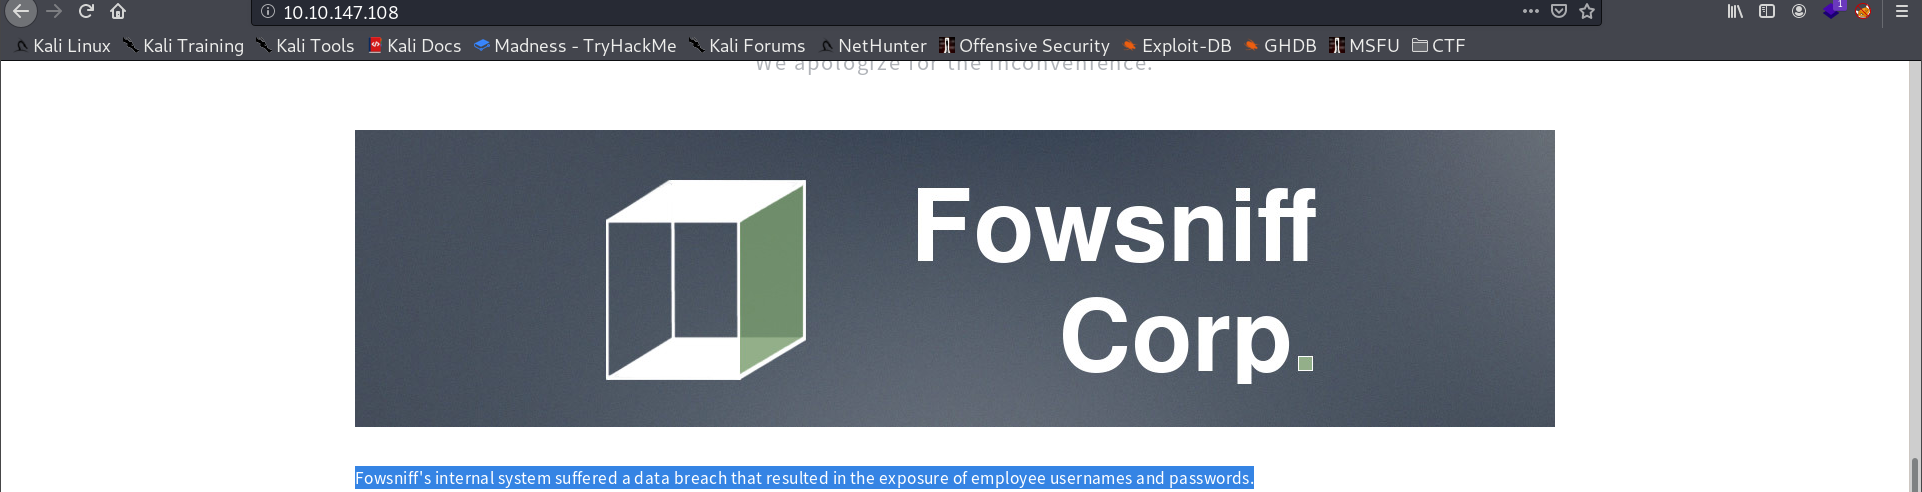 10.10.147.108
Kali Linux Kali Training Kali Tools Kali Docs Madness - TryHackMe Kali Forums NetHunter Offensive Security Exploit-DB GHDB MSFU CTF
1
We apologize for the inconvenience.
Fowsniff
Corp.
Fowsniff's internal system suffered a data breach that resulted in the exposure of employee usernames and passwords.